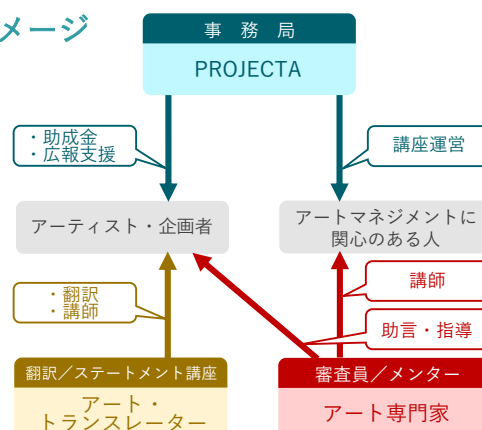 メージ
事務局
PROJECTA
・助成金
・広報支援
講座運営
アーティスト・企画者
アートマネジメントに
関心のある人
・翻訳
・講師
講師
助言・指導
翻訳／ステートメント講座
アート・
トランスレーター
審査員／メンター
アート専門家